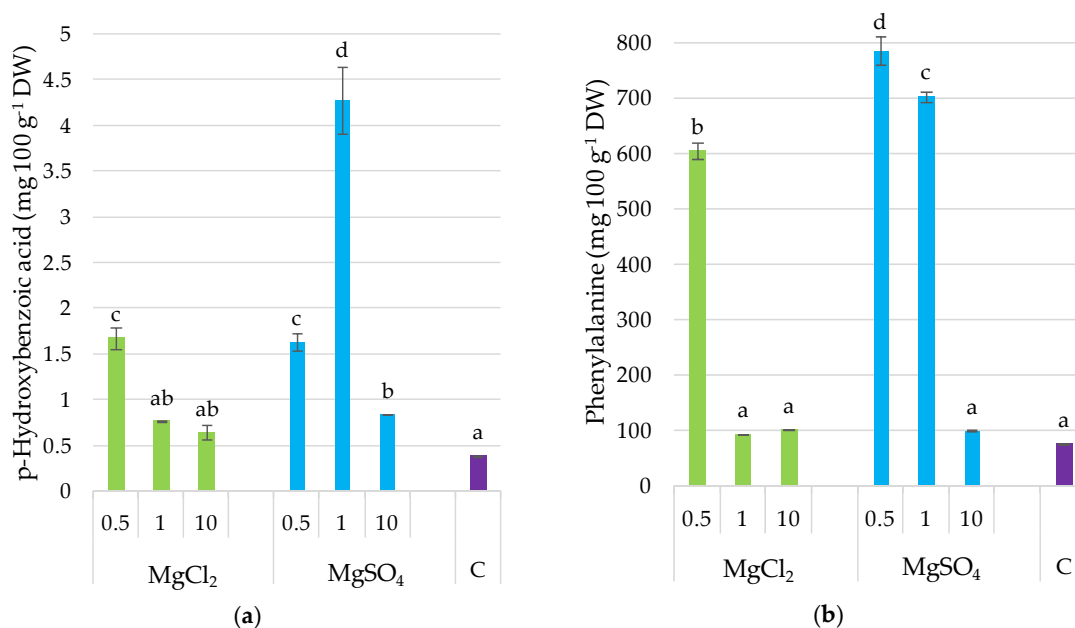 p-Hydroxybenzoic acid (mg 100 g⁻¹ DW)
5
4.5
4
3.5
3
2.5
2
1.5
1
0.5
0
c
ab
ab
c
d
b
a
0.5 1 10 0.5 1 10
MgCl₂ MgSO₄ C
(a)
Phenylalanine (mg 100 g⁻¹ DW)
800
700
600
500
400
300
200
100
0
b
a
a
d
c
a
a
0.5 1 10 0.5 1 10
MgCl₂ MgSO₄ C
(b)